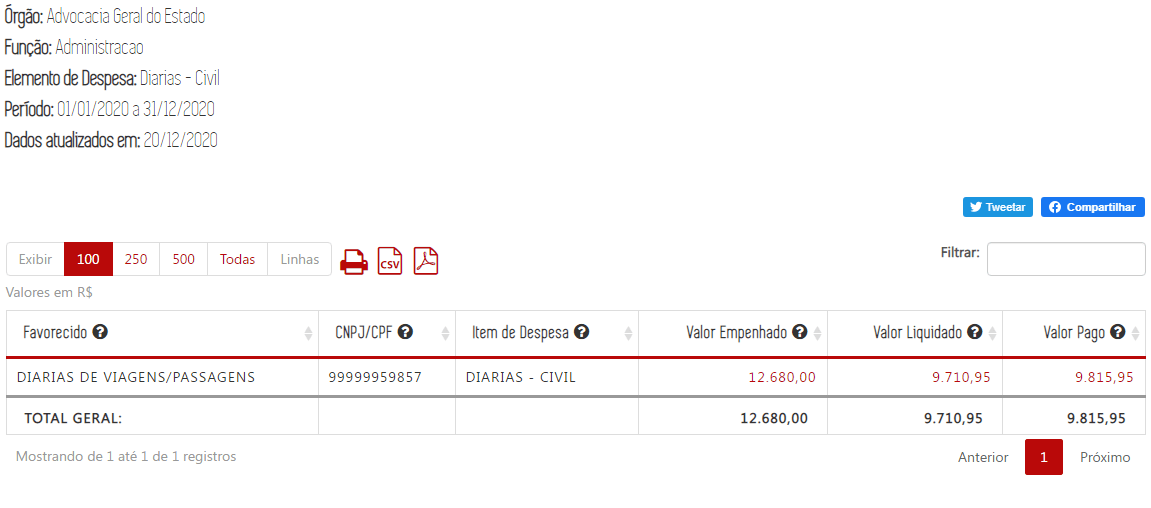 Órgão: Advocacia Geral do Estado
Função: Administracao
Elemento de Despesa: Diarias - Civil
Período: 01/01/2020 a 31/12/2020
Dados atualizados em: 20/12/2020
Tweetar Compartilhar
Exibir 100 250 500 Todas Linhas CSV Filtrar:
Valores em R$
Favorecido ? CNPJ/CPF ? Item de Despesa ? Valor Empenhado ? Valor Liquidado ? Valor Pago ?
DIARIAS DE VIAGENS/PASSAGENS 99999959857 DIARIAS - CIVIL 12.680,00 9.710,95 9.815,95
TOTAL GERAL: 12.680,00 9.710,95 9.815,95
Mostrando de 1 até 1 de 1 registros Anterior 1 Próximo